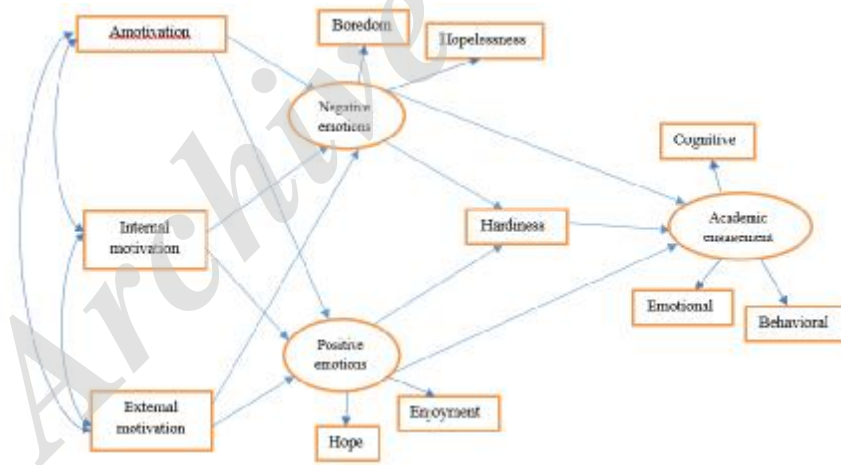 Amotivation
Boredom
Hopelessness
Negative
emotions
Cognitive
Internal
motivation
Hardiness
Academic
engagement
Emotional
Behavioral
Positive
emotions
External
motivation
Enjoyment
Hope
Archive